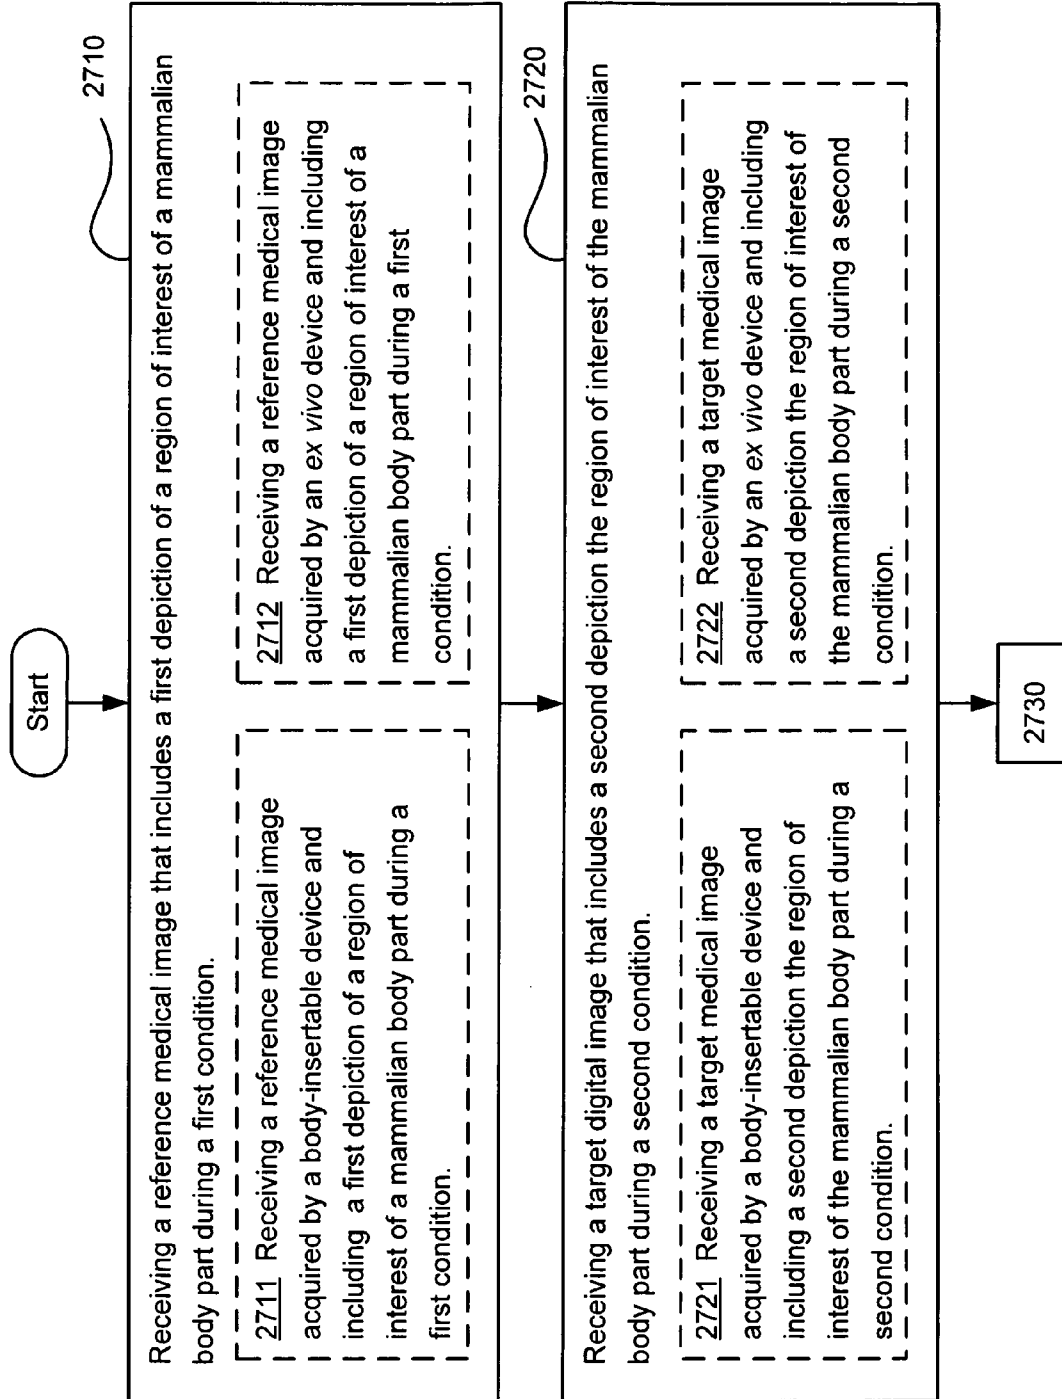 Start
2710
Receiving a reference medical image that includes a first depiction of a region of interest of a mammalian
body part during a first condition.
2711 Receiving a reference medical image
acquired by a body-insertable device and
including a first depiction of a region of
interest of a mammalian body part during a
first condition.
2712 Receiving a reference medical image
acquired by an ex vivo device and including
a first depiction of a region of interest of a
mammalian body part during a first
condition.
2720
Receiving a target digital image that includes a second depiction the region of interest of the mammalian
body part during a second condition.
2721 Receiving a target medical image
acquired by a body-insertable device and
including a second depiction the region of
interest of the mammalian body part during a
second condition.
2722 Receiving a target medical image
acquired by an ex vivo device and including
a second depiction the region of interest of
the mammalian body part during a second
condition.
2730